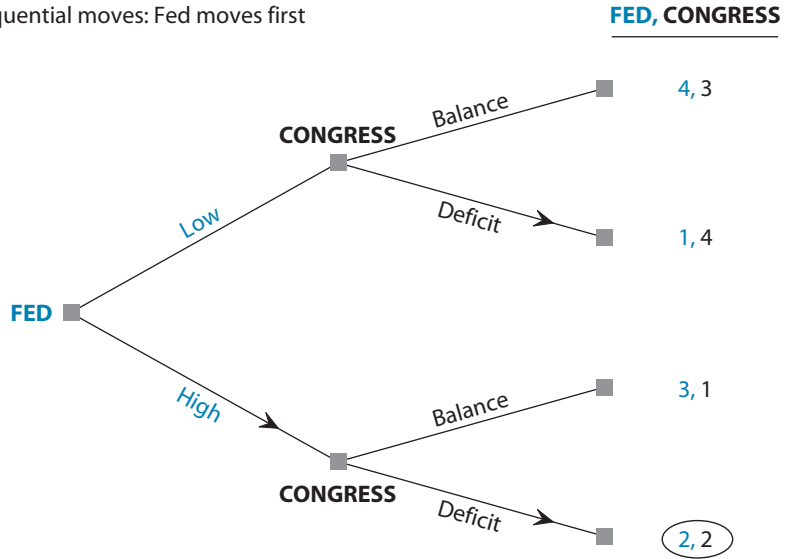 quential moves: Fed moves first
FED, CONGRESS
4, 3
Balance
CONGRESS
Low
Deficit
1, 4
FED
High
Balance
3, 1
CONGRESS
Deficit
2, 2